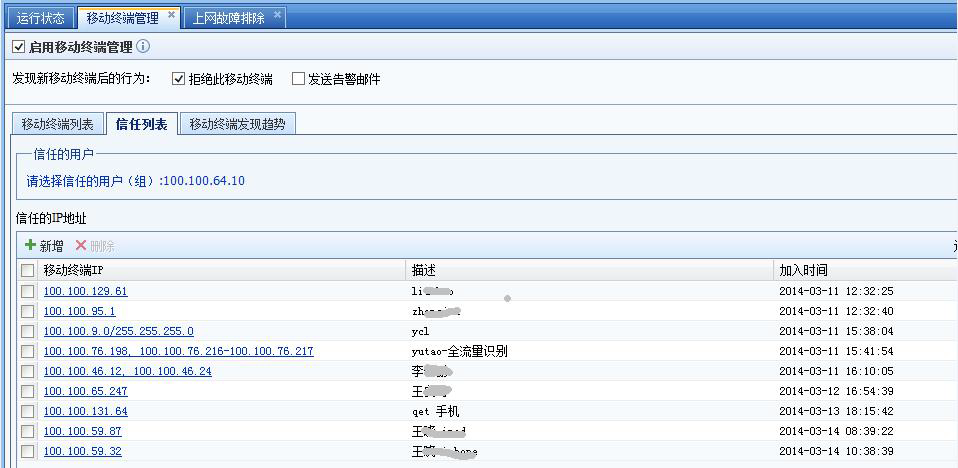 运行状态 移动终端管理 上网故障排除
启用移动终端管理
发现新移动终端后的行为: 拒绝此移动终端 发送告警邮件
移动终端列表 信任列表 移动终端发现趋势
信任的用户
请选择信任的用户（组）:100.100.64.10
信任的IP地址
新增 删除
移动终端IP 描述 加入时间
100.100.129.61 2014-03-11 12:32:25
100.100.95.1 2014-03-11 12:32:40
100.100.9.0/255.255.255.0 ycl 2014-03-11 15:38:04
100.100.76.198, 100.100.76.216-100.100.76.217 yutao-全流量识别 2014-03-11 15:41:54
100.100.46.12, 100.100.46.24 李 2014-03-11 16:10:05
100.100.65.247 王 2014-03-12 16:54:39
100.100.131.64 qet 手机 2014-03-13 18:15:42
100.100.59.87 王 2014-03-14 08:39:22
100.100.59.32 王 2014-03-14 10:38:39